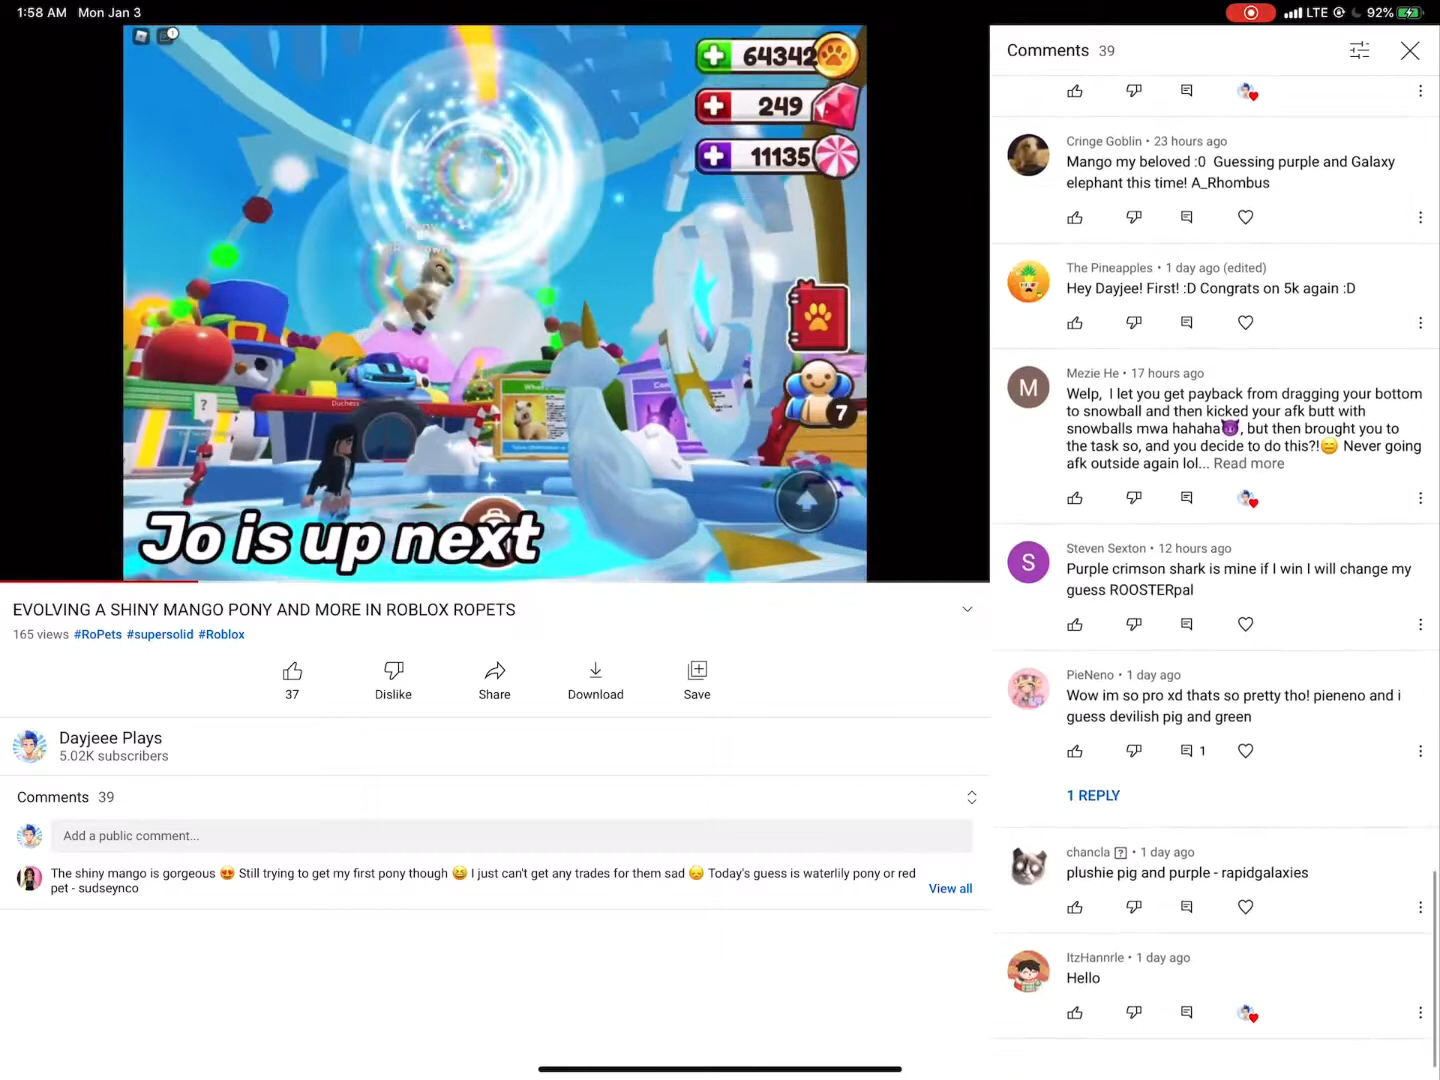 1:58 AM Mon Jan 3
LTE 92%
1
64342
249
11135
?
Duchess
7
Jo is up next
EVOLVING A SHINY MANGO PONY AND MORE IN ROBLOX ROPETS
165 views #RoPets #supersolid #Roblox
37
Dislike
Share
Download
Save
Dayjeee Plays
5.02K subscribers
Comments 39
Add a public comment...
The shiny mango is gorgeous 😍 Still trying to get my first pony though 😆 I just can't get any trades for them sad 😞 Today's guess is waterlily pony or red
pet - sudseynco
View all
Comments 39
Cringe Goblin • 23 hours ago
Mango my beloved :0 Guessing purple and Galaxy
elephant this time! A_Rhombus
The Pineapples • 1 day ago (edited)
Hey Dayjee! First! :D Congrats on 5k again :D
M
Mezie He • 17 hours ago
Welp, I let you get payback from dragging your bottom
to snowball and then kicked your afk butt with
snowballs mwa hahaha😈, but then brought you to
the task so, and you decide to do this?!😑 Never going
afk outside again lol... Read more
S
Steven Sexton • 12 hours ago
Purple crimson shark is mine if I win I will change my
guess ROOSTERpal
PieNeno • 1 day ago
Wow im so pro xd thats so pretty tho! pieneno and i
guess devilish pig and green
1
1 REPLY
chancla ? • 1 day ago
plushie pig and purple - rapidgalaxies
ItzHannrle • 1 day ago
Hello